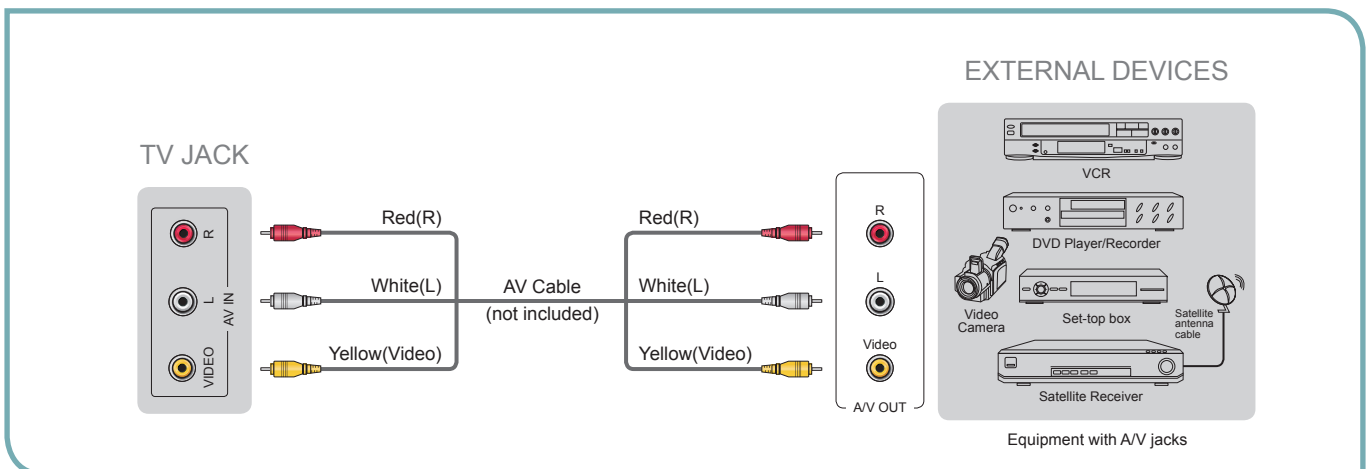 EXTERNAL DEVICES
TV JACK
R
L
VIDEO
AV IN
Red(R)
White(L)
Yellow(Video)
AV Cable
(not included)
Red(R)
White(L)
Yellow(Video)
R
L
Video
A/V OUT
VCR
DVD Player/Recorder
Video
Camera
Set-top box
Satellite
antenna
cable
Satellite Receiver
Equipment with A/V jacks